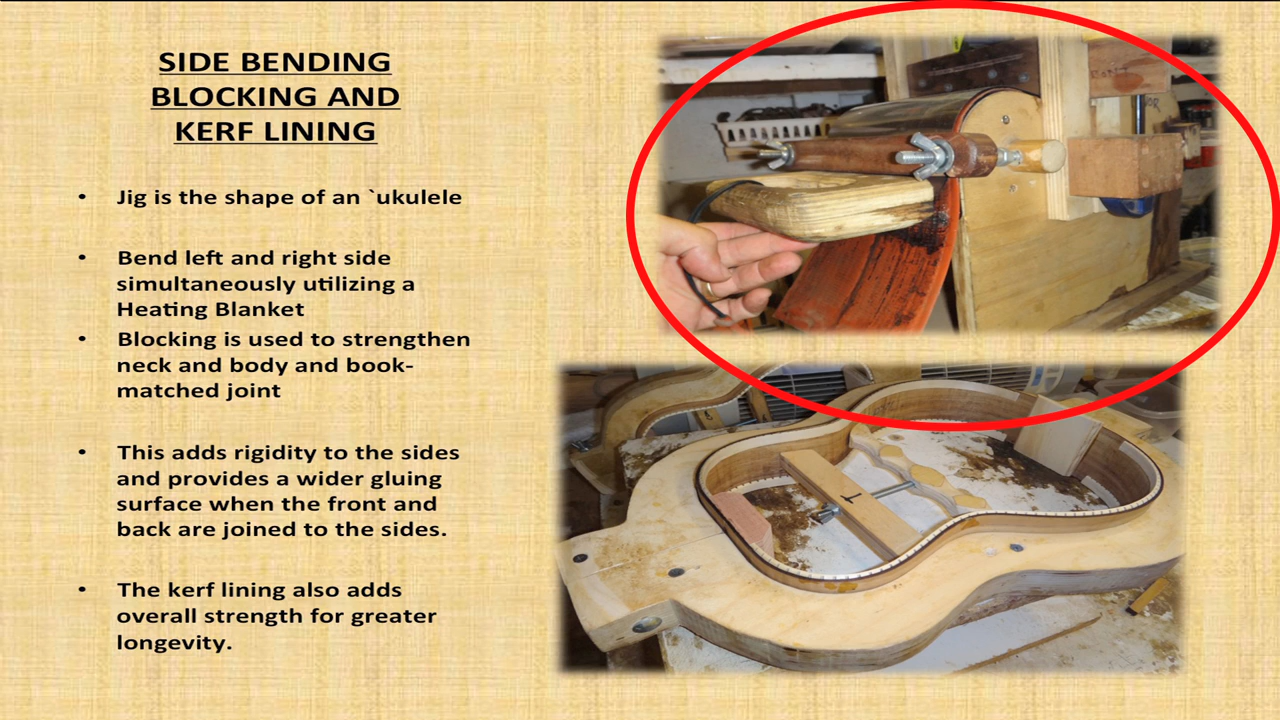 SIDE BENDING
BLOCKING AND
KERF LINING
• Jig is the shape of an `ukulele
• Bend left and right side
simultaneously utilizing a
Heating Blanket
• Blocking is used to strengthen
neck and body and book-
matched joint
• This adds rigidity to the sides
and provides a wider gluing
surface when the front and
back are joined to the sides.
• The kerf lining also adds
overall strength for greater
longevity.